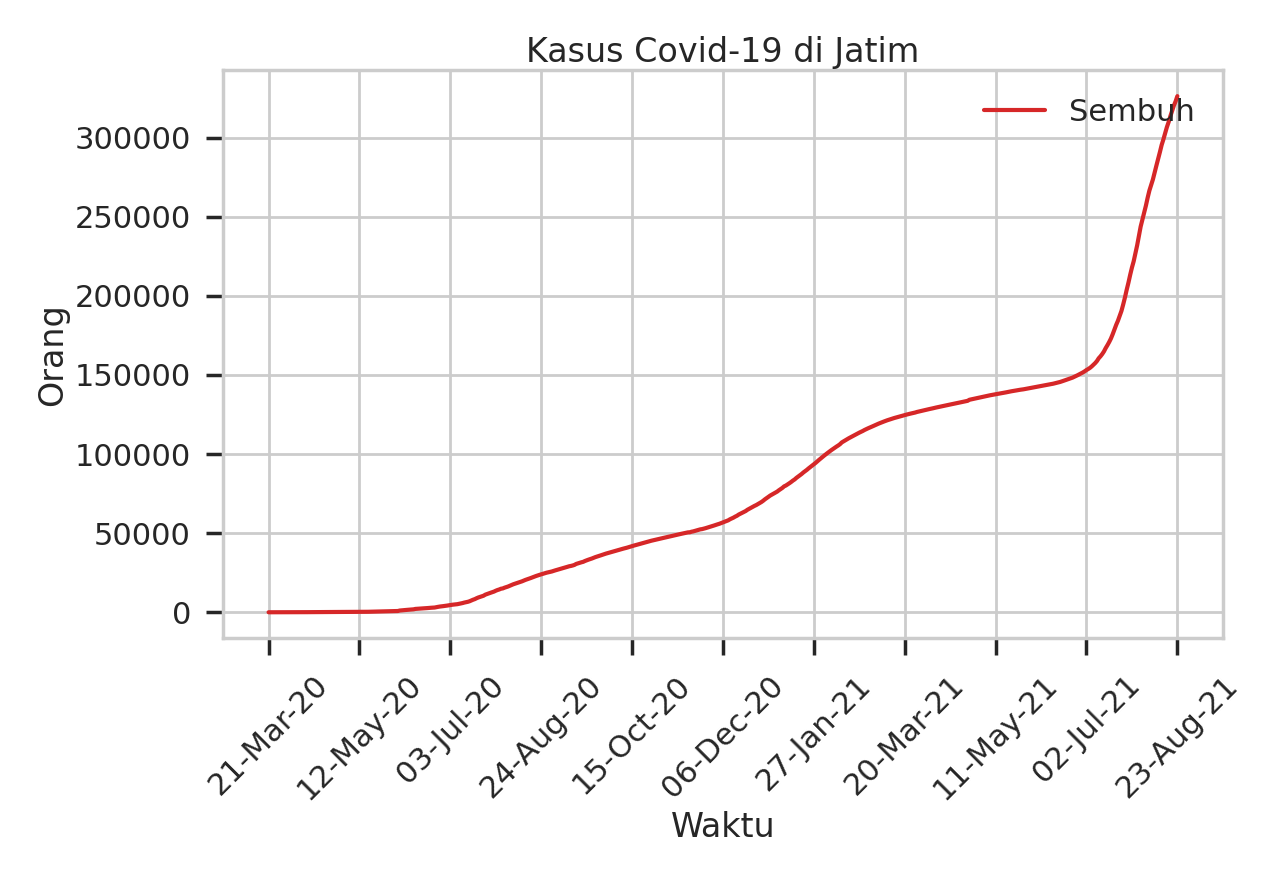 Kasus Covid-19 di Jatim
Sembuh
Orang
300000
250000
200000
150000
100000
50000
0
21-Mar-20
12-May-20
03-Jul-20
24-Aug-20
15-Oct-20
06-Dec-20
27-Jan-21
20-Mar-21
11-May-21
02-Jul-21
23-Aug-21
Waktu